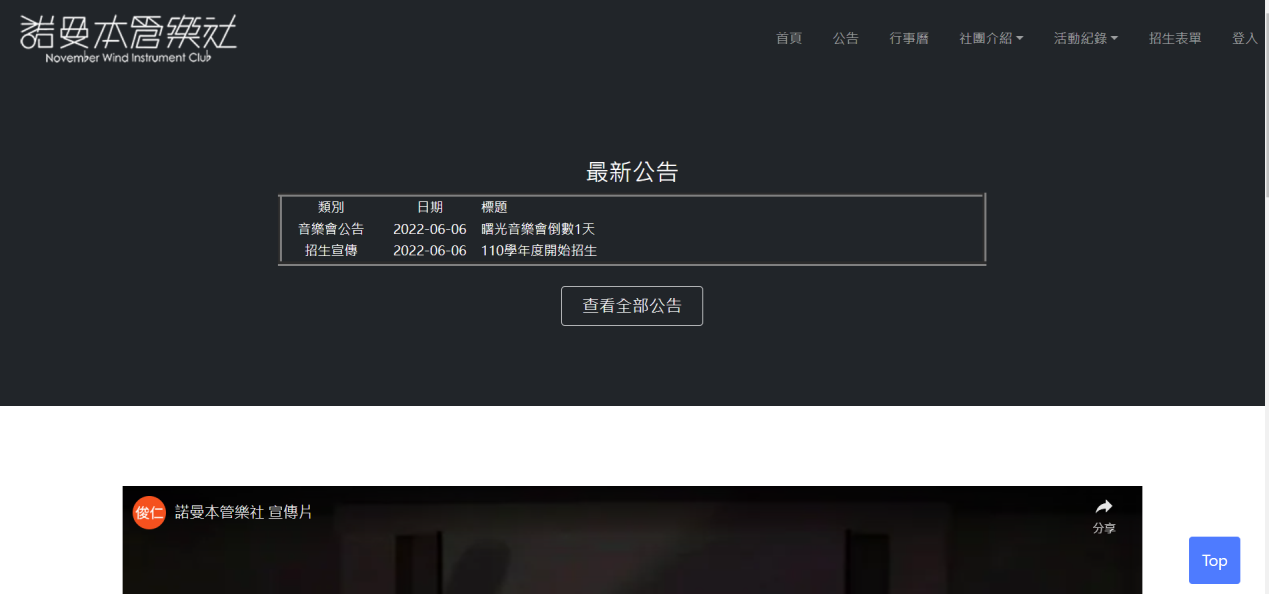 諾曼本管樂社
November Wind Instrument Club
首頁 公告 行事曆 社團介紹 活動紀錄 招生表單 登入
最新公告
類別 日期 標題
音樂會公告 2022-06-06 曙光音樂會倒數1天
招生宣傳 2022-06-06 110學年度開始招生
查看全部公告
俊仁 諾曼本管樂社 宣傳片
分享
Top